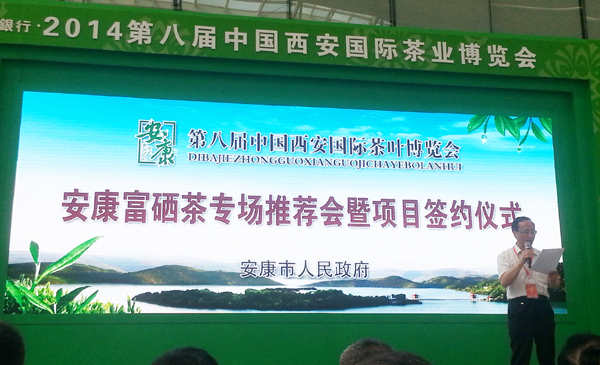 銀行·2014第八届中国西安国际茶业博览会
安康
第八届中国西安国际茶叶博览会
DIBAJIEZHONGGUOXIANGUOJICHAYEBOLANHUI
安康富硒茶专场推荐会暨项目签约仪式
安康市人民政府